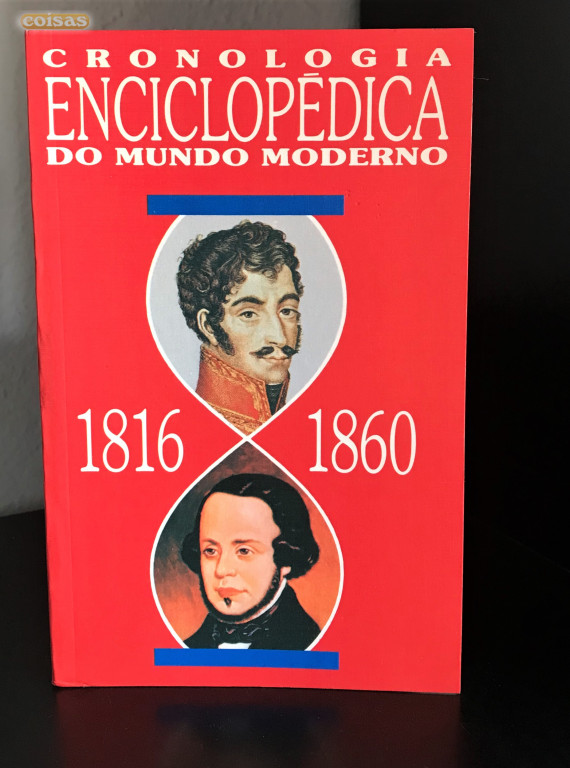 coisas
CRONOLOGIA
ENCICLOPÉDICA
DO MUNDO MODERNO
1816 1860